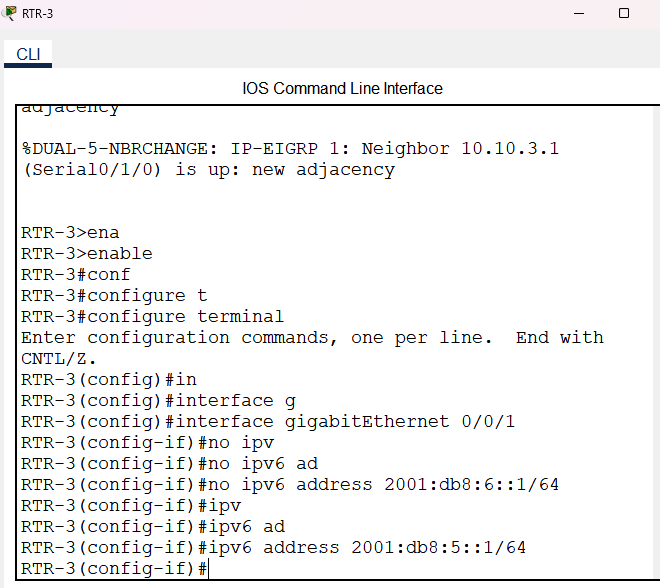 RTR-3
CLI
IOS Command Line Interface
adjacency
%DUAL-5-NBRCHANGE: IP-EIGRP 1: Neighbor 10.10.3.1
(Serial0/1/0) is up: new adjacency
RTR-3>ena
RTR-3>enable
RTR-3#conf
RTR-3#configure t
RTR-3#configure terminal
Enter configuration commands, one per line.  End with
CNTL/Z.
RTR-3(config)#in
RTR-3(config)#interface g
RTR-3(config)#interface gigabitEthernet 0/0/1
RTR-3(config-if)#no ipv
RTR-3(config-if)#no ipv6 ad
RTR-3(config-if)#no ipv6 address 2001:db8:6::1/64
RTR-3(config-if)#ipv
RTR-3(config-if)#ipv6 ad
RTR-3(config-if)#ipv6 address 2001:db8:5::1/64
RTR-3(config-if)#